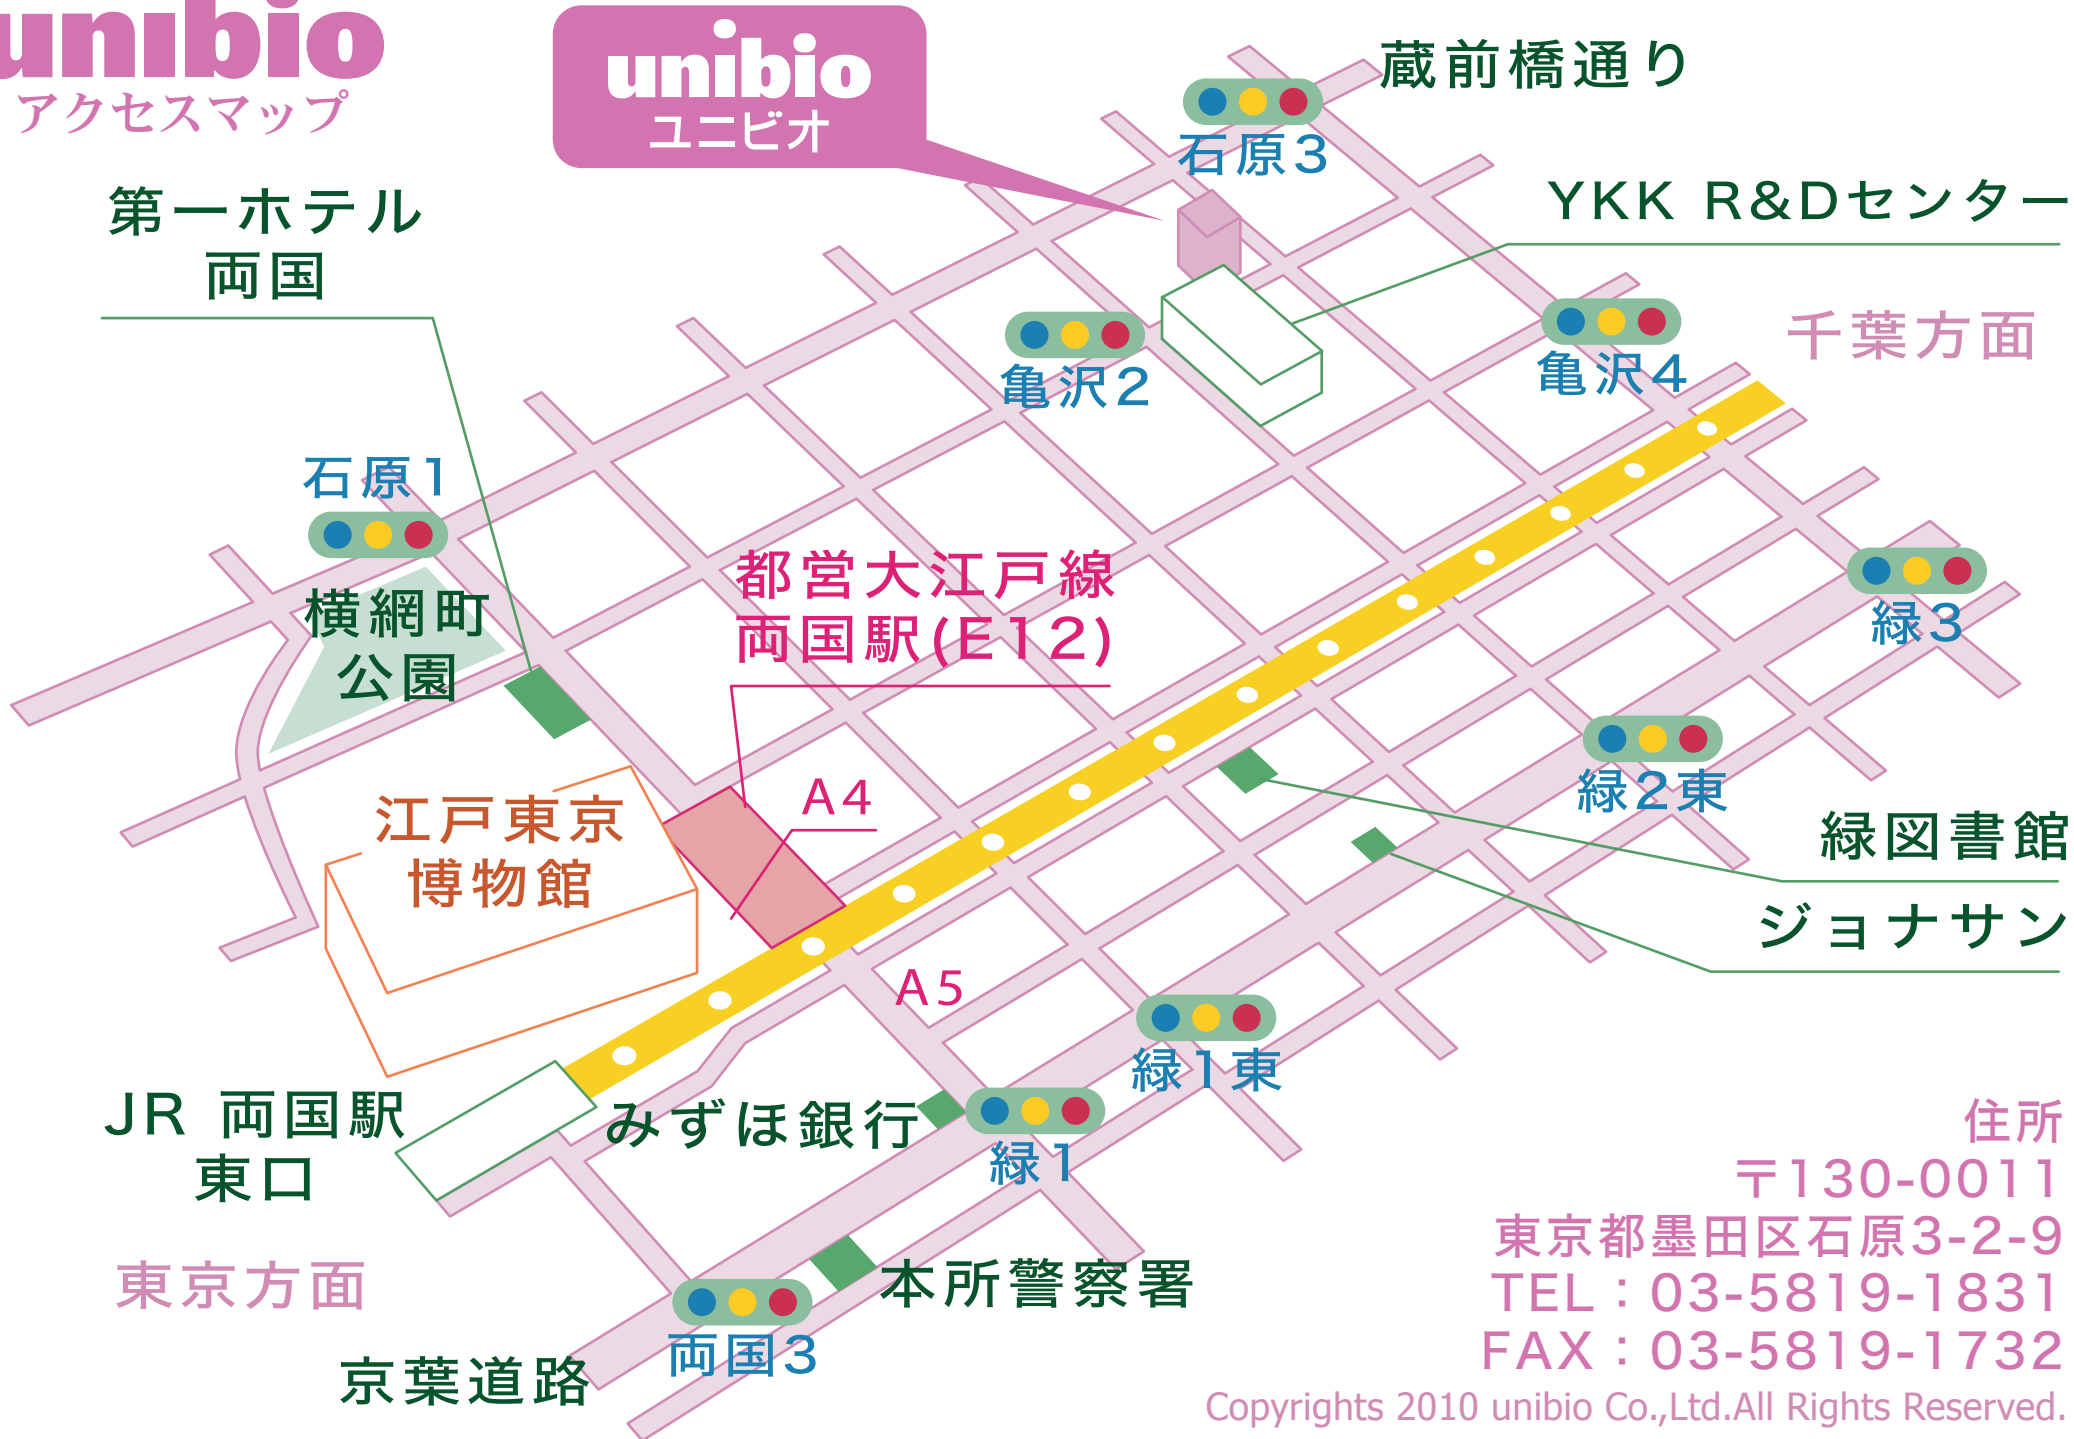 unibio
アクセスマップ
unibio
ユニビオ
蔵前橋通り
石原3
第一ホテル
両国
YKK R&Dセンター
千葉方面
亀沢2
亀沢4
石原1
都営大江戸線
両国駅(E12)
横網町
公園
緑3
緑2東
A4
江戸東京
博物館
緑図書館
ジョナサン
A5
緑1東
JR 両国駅
東口
みずほ銀行
緑1
東京方面
本所警察署
両国3
京葉道路
住所
〒130-0011
東京都墨田区石原3-2-9
TEL：03-5819-1831
FAX：03-5819-1732
Copyrights 2010 unibio Co.,Ltd.All Rights Reserved.